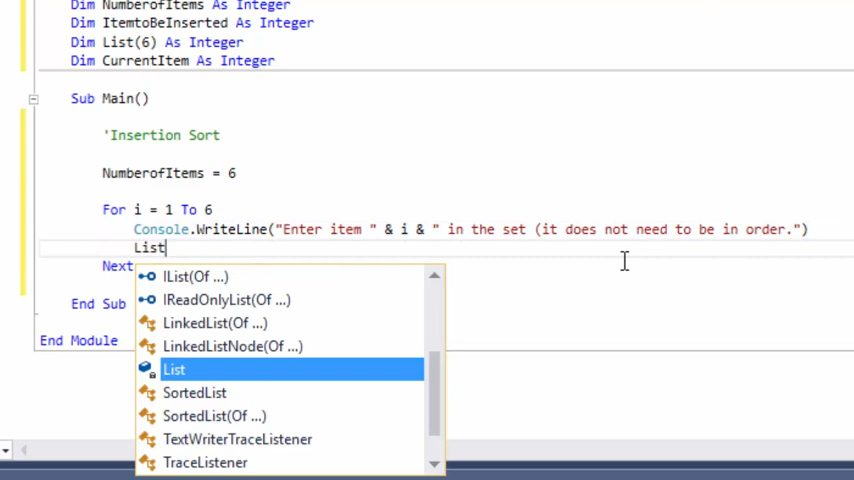 Dim NumberofItems As Integer
Dim ItemtoBeInserted As Integer
Dim List(6) As Integer
Dim CurrentItem As Integer
Sub Main()
'Insertion Sort
NumberofItems = 6
For i = 1 To 6
Console.WriteLine("Enter item " & i & " in the set (it does not need to be in order.")
List
Next
IList(Of ...)
IReadOnlyList(Of ...)
LinkedList(Of ...)
LinkedListNode(Of ...)
List
SortedList
SortedList(Of ...)
TextWriterTraceListener
TraceListener
End Sub
End Module